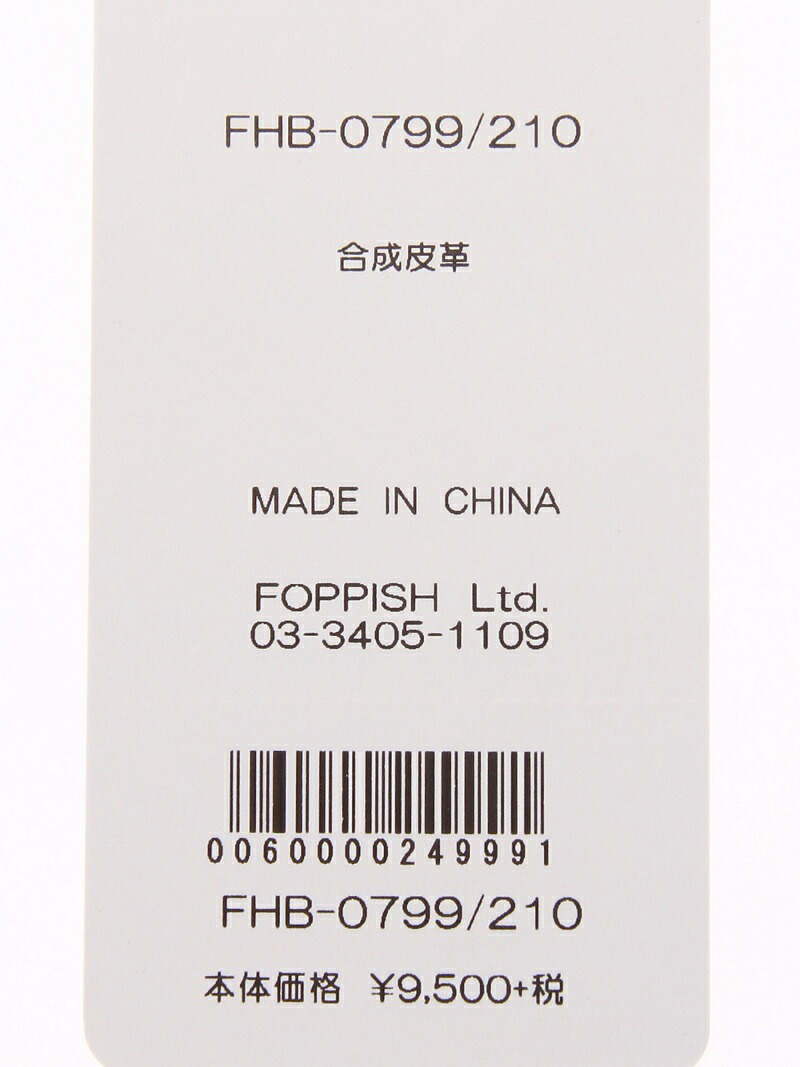 FHB-0799/210
合成皮革
MADE IN CHINA
FOPPISH Ltd.
03-3405-1109
0060000249991
FHB-0799/210
本体価格 ¥9,500+税